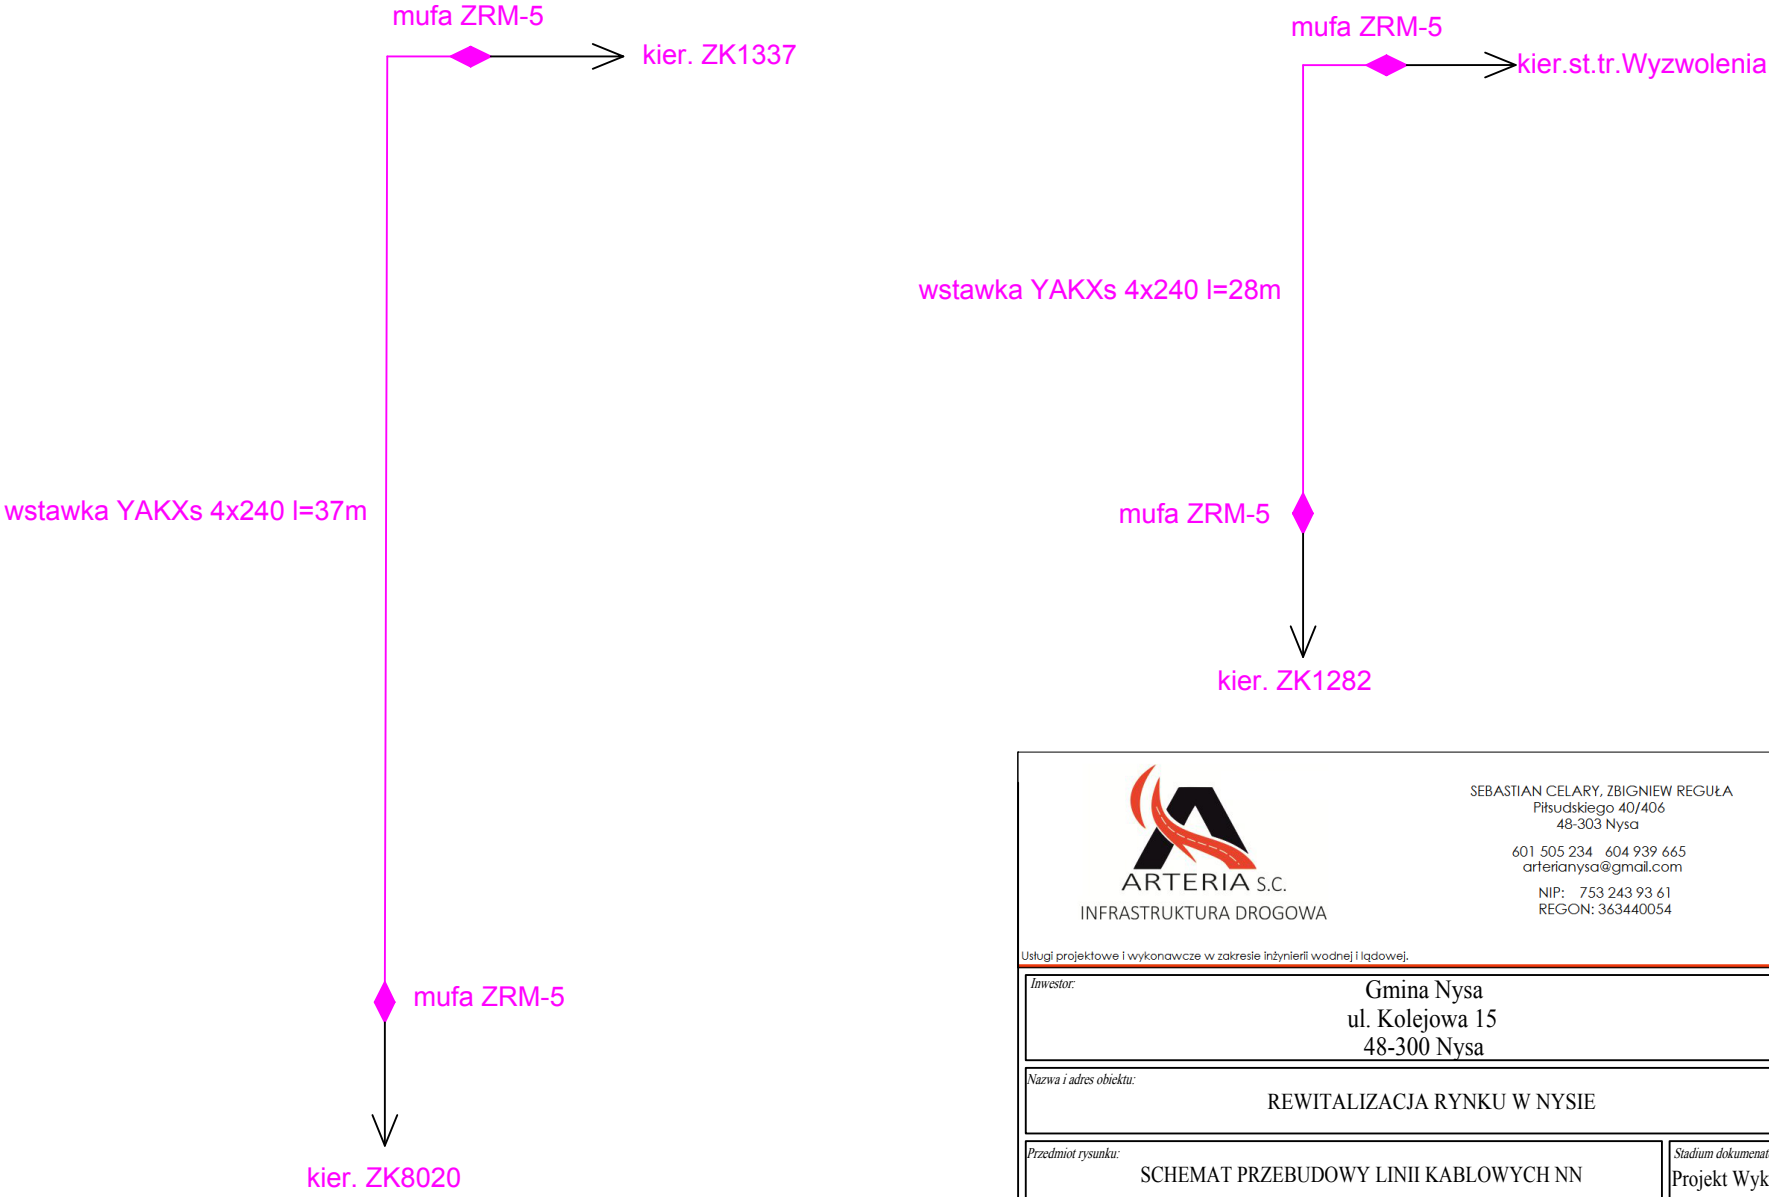 mufa ZRM-5
kier. ZK1337
wstawka YAKXs 4x240 l=37m
mufa ZRM-5
kier. ZK8020
mufa ZRM-5
kier.st.tr.Wyzwolenia
wstawka YAKXs 4x240 l=28m
mufa ZRM-5
kier. ZK1282
ARTERIA S.C.
INFRASTRUKTURA DROGOWA
SEBASTIAN CELARY, ZBIGNIEW REGUŁA
Piłsudskiego 40/406
48-303 Nysa
601 505 234 604 939 665
arterianysa@gmail.com
NIP: 753 243 93 61
REGON: 363440054
Usługi projektowe i wykonawcze w zakresie inżynierii wodnej i lądowej.
Inwestor:
Gmina Nysa
ul. Kolejowa 15
48-300 Nysa
Nazwa i adres obiektu:
REWITALIZACJA RYNKU W NYSIE
Przedmiot rysunku:
SCHEMAT PRZEBUDOWY LINII KABLOWYCH NN
Stadium
Projekt